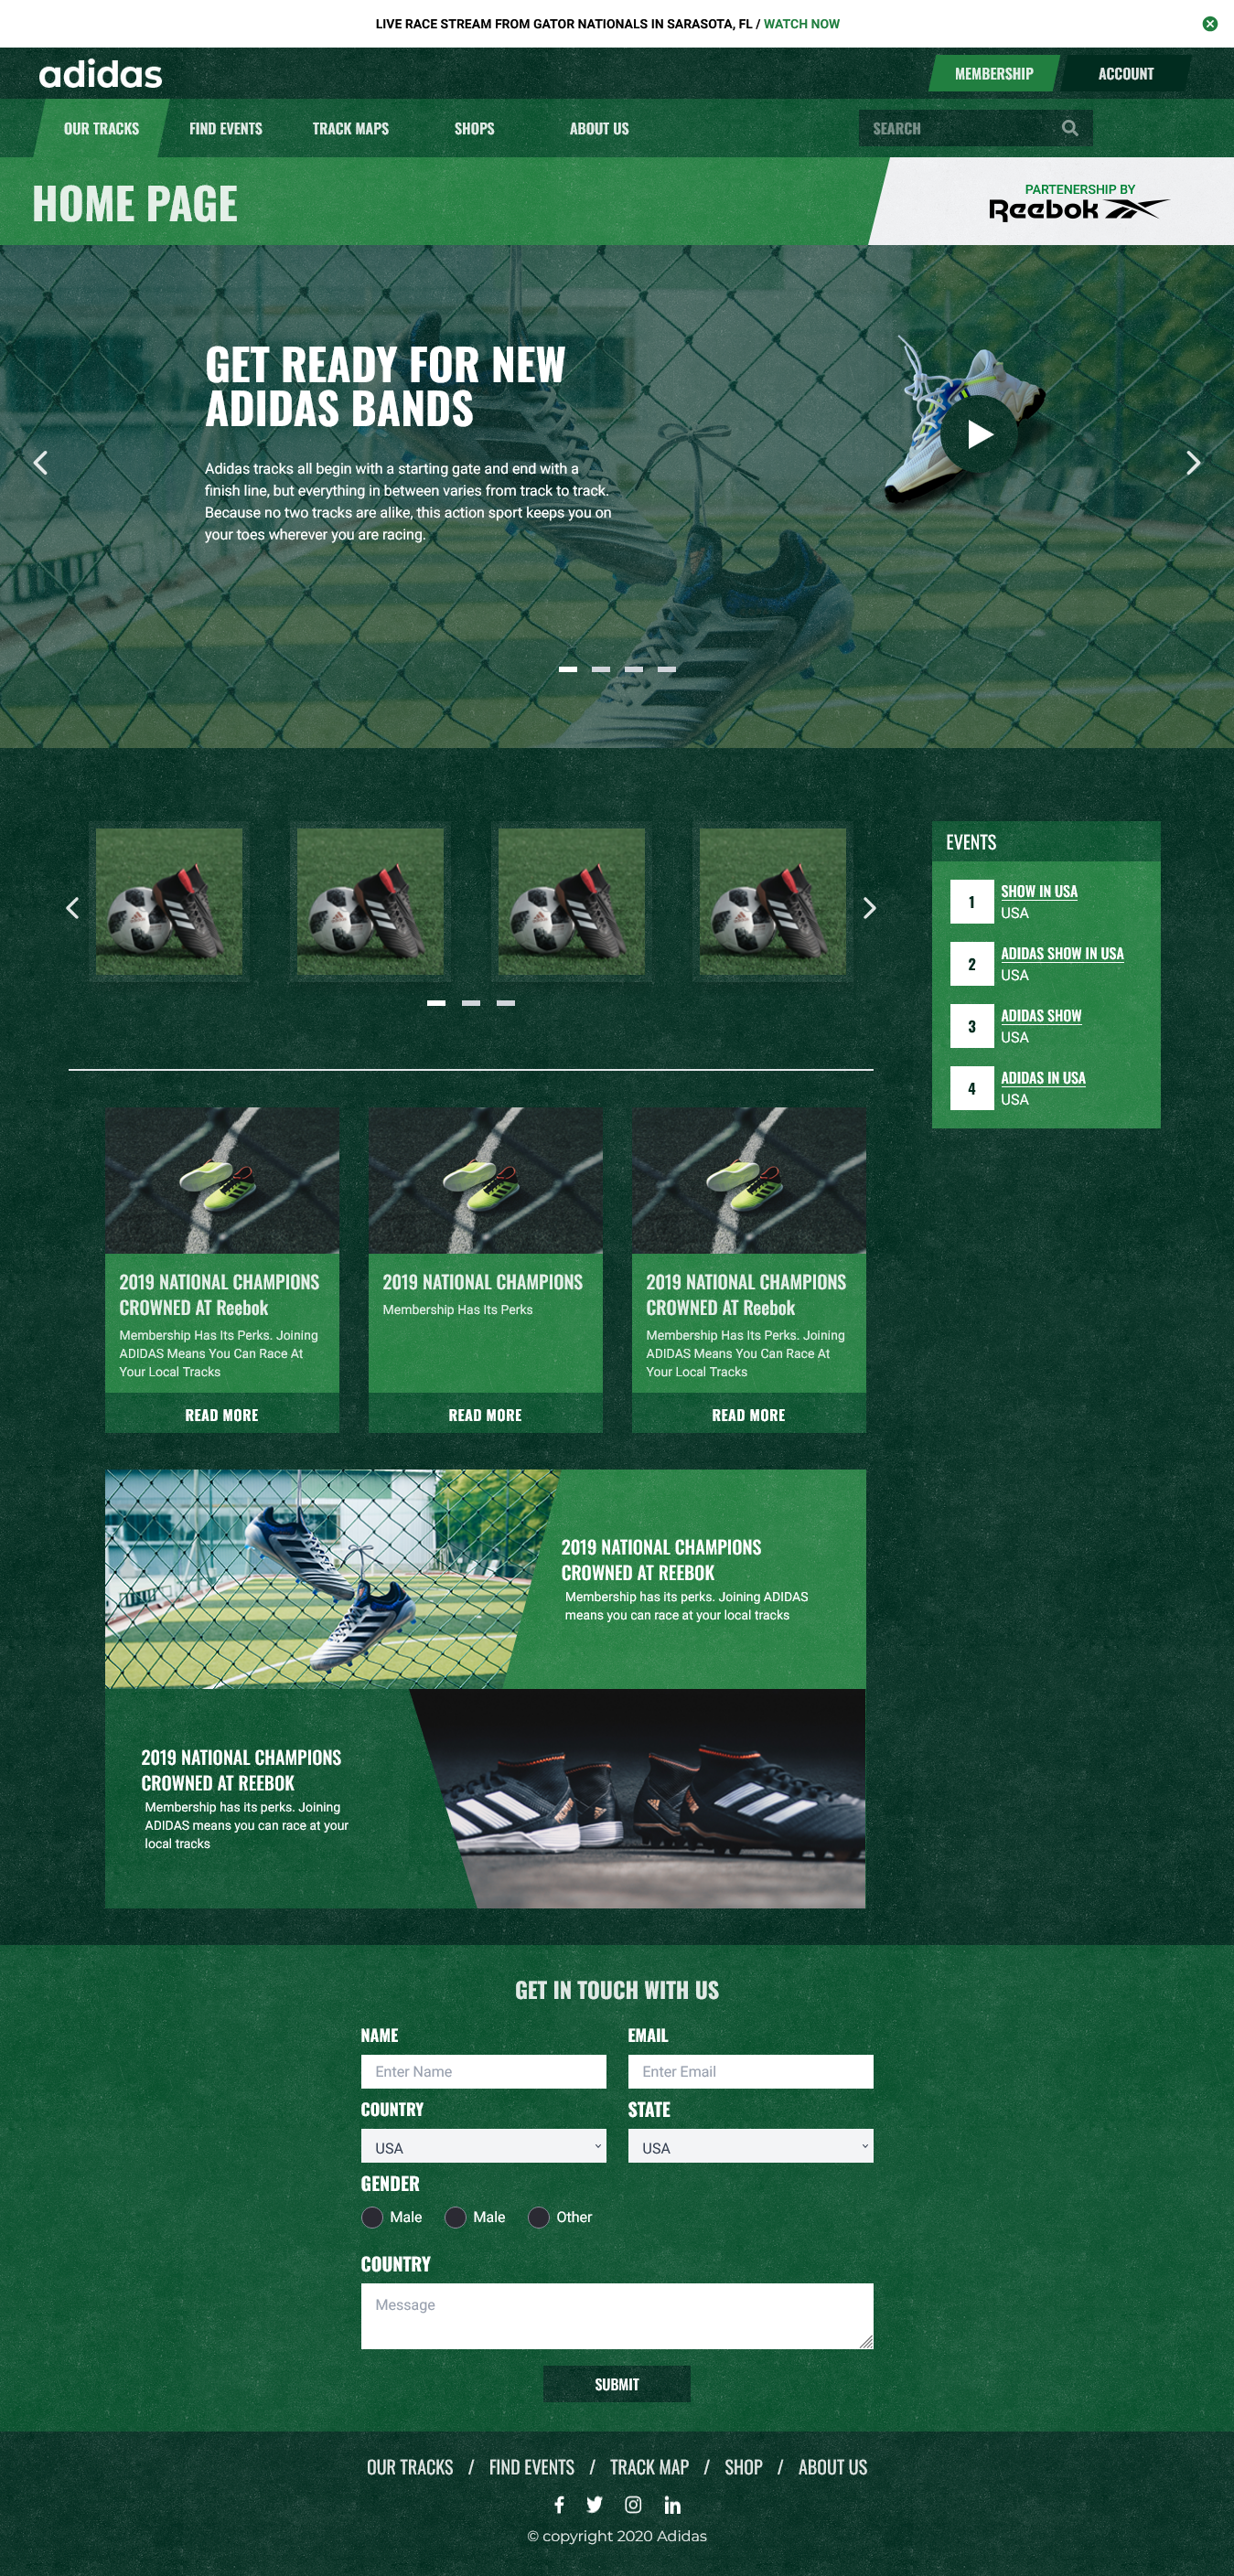 LIVE RACE STREAM FROM GATOR NATIONALS IN SARASOTA, FL / WATCH NOW
adidas
MEMBERSHIP
ACCOUNT
OUR TRACKS
FIND EVENTS
TRACK MAPS
SHOPS
ABOUT US
SEARCH
HOME PAGE
PARTENERSHIP BY
Reebok
GET READY FOR NEW
ADIDAS BANDS
Adidas tracks all begin with a starting gate and end with a
finish line, but everything in between varies from track to track.
Because no two tracks are alike, this action sport keeps you on
your toes wherever you are racing.
EVENTS
1
SHOW IN USA
USA
2
ADIDAS SHOW IN USA
USA
3
ADIDAS SHOW
USA
4
ADIDAS IN USA
USA
2019 NATIONAL CHAMPIONS
CROWNED AT Reebok
Membership Has Its Perks. Joining
ADIDAS Means You Can Race At
Your Local Tracks
READ MORE
2019 NATIONAL CHAMPIONS
Membership Has Its Perks
READ MORE
2019 NATIONAL CHAMPIONS
CROWNED AT Reebok
Membership Has Its Perks. Joining
ADIDAS Means You Can Race At
Your Local Tracks
READ MORE
2019 NATIONAL CHAMPIONS
CROWNED AT REEBOK
Membership has its perks. Joining ADIDAS
means you can race at your local tracks
2019 NATIONAL CHAMPIONS
CROWNED AT REEBOK
Membership has its perks. Joining
ADIDAS means you can race at your
local tracks
GET IN TOUCH WITH US
NAME
Enter Name
EMAIL
Enter Email
COUNTRY
USA
STATE
USA
GENDER
Male
Male
Other
COUNTRY
Message
SUBMIT
OUR TRACKS / FIND EVENTS / TRACK MAP / SHOP / ABOUT US
© copyright 2020 Adidas